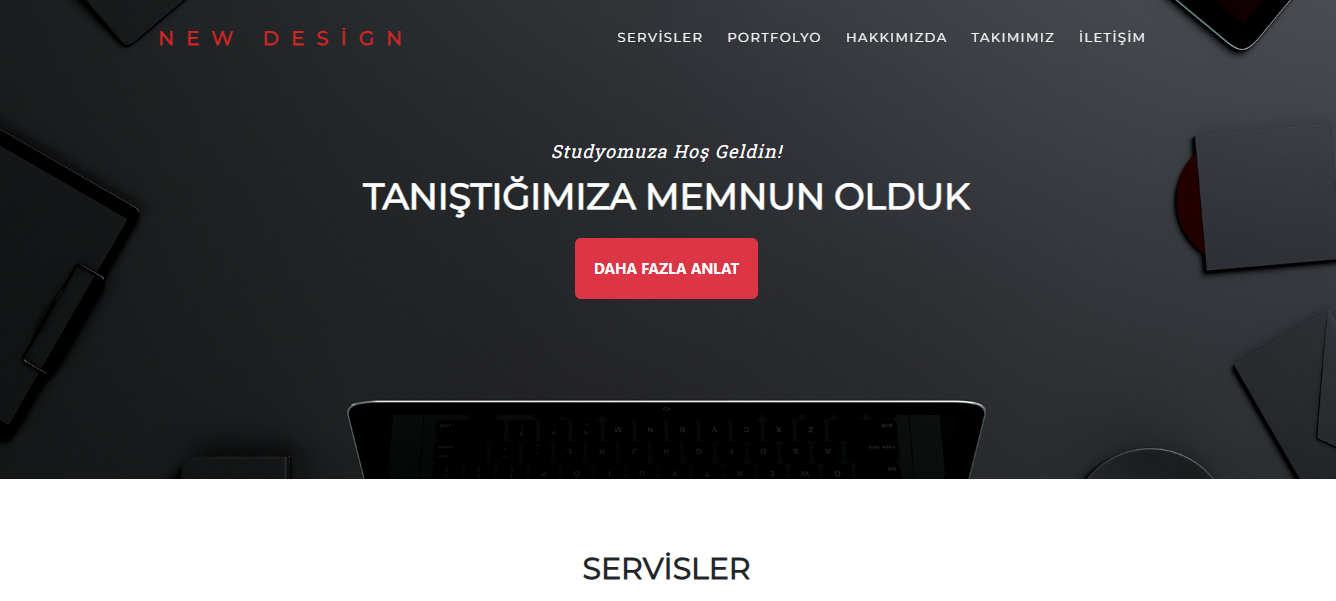 NEW DESİGN
SERVİSLER PORTFOLYO HAKKIMIZDA TAKIMIMIZ İLETİŞİM
Studyomuza Hoş Geldin!
TANIŞTIĞIMIZA MEMNUN OLDUK
DAHA FAZLA ANLAT
SERVİSLER